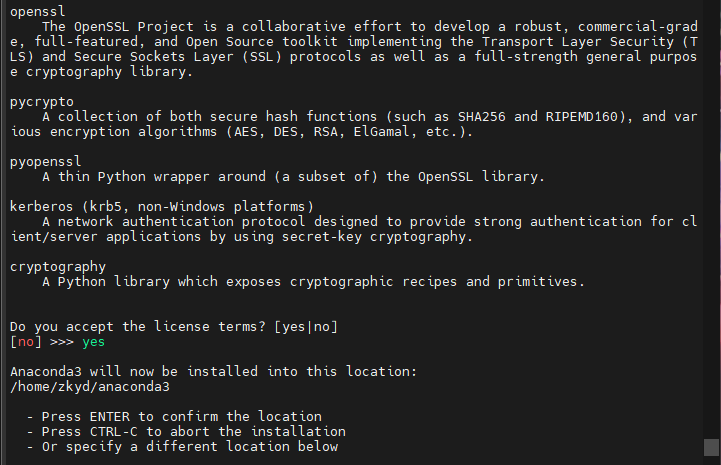 openssl
    The OpenSSL Project is a collaborative effort to develop a robust, commercial-grad
e, full-featured, and Open Source toolkit implementing the Transport Layer Security (T
LS) and Secure Sockets Layer (SSL) protocols as well as a full-strength general purpos
e cryptography library.

pycrypto
    A collection of both secure hash functions (such as SHA256 and RIPEMD160), and var
ious encryption algorithms (AES, DES, RSA, ElGamal, etc.).

pyopenssl
    A thin Python wrapper around (a subset of) the OpenSSL library.

kerberos (krb5, non-Windows platforms)
    A network authentication protocol designed to provide strong authentication for cl
ient/server applications by using secret-key cryptography.

cryptography
    A Python library which exposes cryptographic recipes and primitives.


Do you accept the license terms? [yes|no]
[no] >>> yes

Anaconda3 will now be installed into this location:
/home/zkyd/anaconda3

  - Press ENTER to confirm the location
  - Press CTRL-C to abort the installation
  - Or specify a different location below